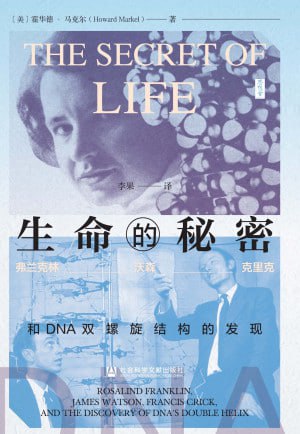 ［美］霍华德·马克尔（Howard Markel）——著
THE SECRET OF
LIFE
李果——译
生命的秘密
弗兰克林 沃森 克里克
和DNA双螺旋结构的发现
社会科学文献出版社
ROSALIND FRANKLIN,
JAMES WATSON, FRANCIS CRICK,
AND THE DISCOVERY OF DNA'S DOUBLE HELIX
DNA